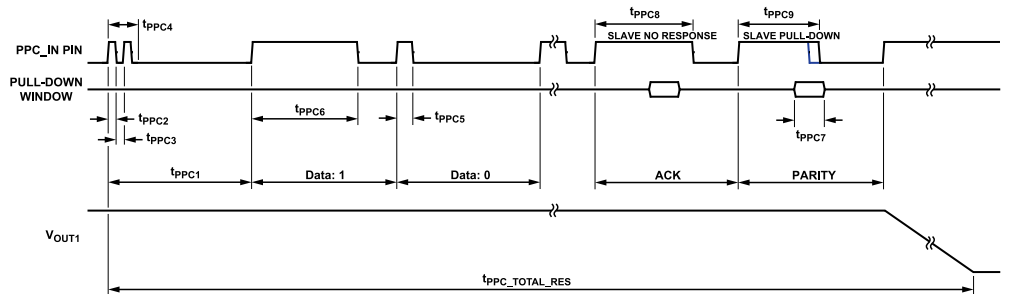 tPPC4
tPPC8
tPPC9
PPC_IN PIN
SLAVE NO RESPONSE
SLAVE PULL-DOWN
PULL-DOWN
WINDOW
tPPC2
tPPC3
tPPC6
tPPC5
tPPC7
tPPC1
Data: 1
Data: 0
ACK
PARITY
VOUT1
tPPC_TOTAL_RES